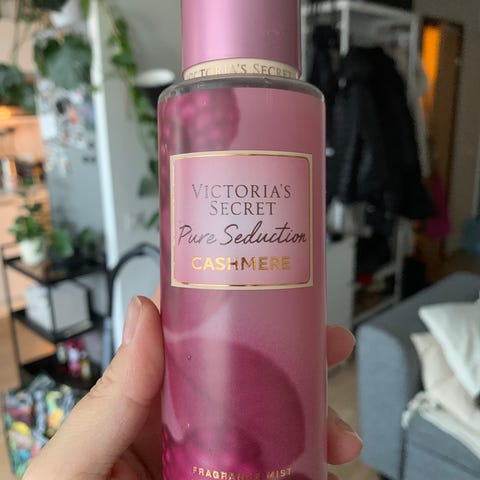 VICTORIA'S SECRET
VICTORIA'S
SECRET
Pure Seduction
CASHMERE
FRAGRANCE MIST